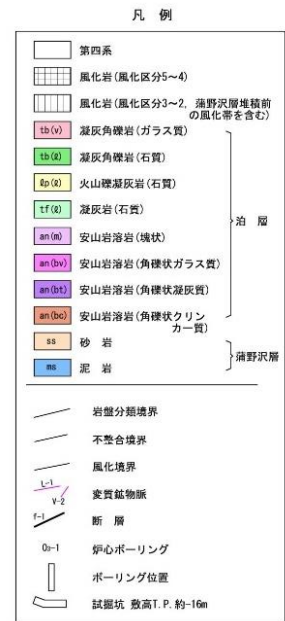 凡 例
第四系
風化岩(風化区分5〜4)
風化岩(風化区分3〜2, 蒲野沢層堆積前
の風化帯を含む)
tb(v) 凝灰角礫岩(ガラス質)
tb(ℓ) 凝灰角礫岩(石質)
ℓp(ℓ) 火山礫凝灰岩(石質)
tf(ℓ) 凝灰岩(石質)
an(m) 安山岩溶岩(塊状)
an(bv) 安山岩溶岩(角礫状ガラス質)
an(bt) 安山岩溶岩(角礫状凝灰質)
an(bc) 安山岩溶岩(角礫状クリン
カー質)
泊 層
ss 砂 岩
ms 泥 岩
蒲野沢層
岩盤分類境界
不整合境界
風化境界
L-1
V-2 変質鉱物脈
f-1 断 層
O₃-1 炉心ボーリング
ボーリング位置
試掘坑 敷高T.P.約-16m